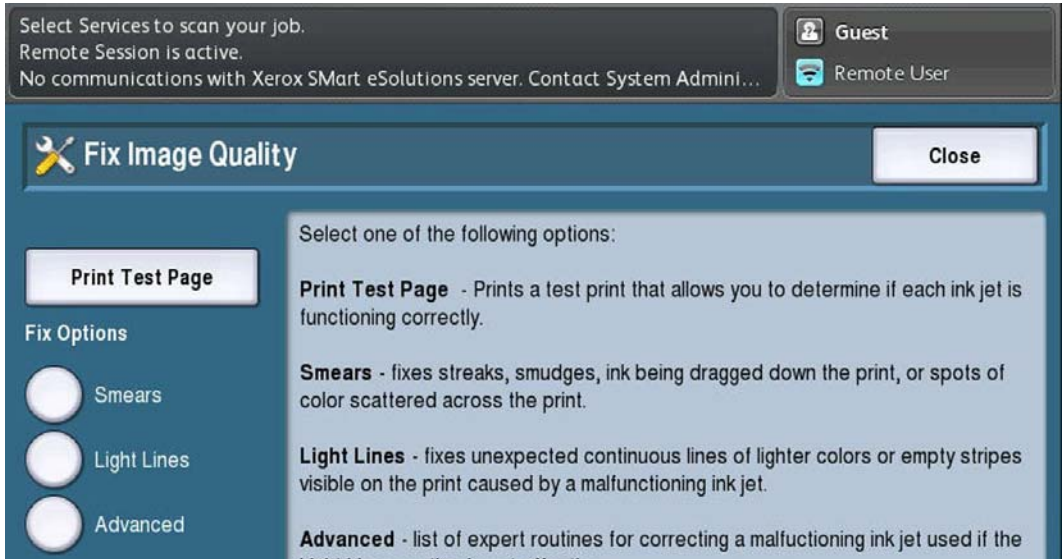 Select Services to scan your job.
Remote Session is active.
No communications with Xerox SMart eSolutions server. Contact System Admini...
Guest
Remote User
Fix Image Quality
Close
Print Test Page
Fix Options
Smears
Light Lines
Advanced
Select one of the following options:
Print Test Page - Prints a test print that allows you to determine if each ink jet is
functioning correctly.
Smears - fixes streaks, smudges, ink being dragged down the print, or spots of
color scattered across the print.
Light Lines - fixes unexpected continuous lines of lighter colors or empty stripes
visible on the print caused by a malfunctioning ink jet.
Advanced - list of expert routines for correcting a malfuctioning ink jet used if the